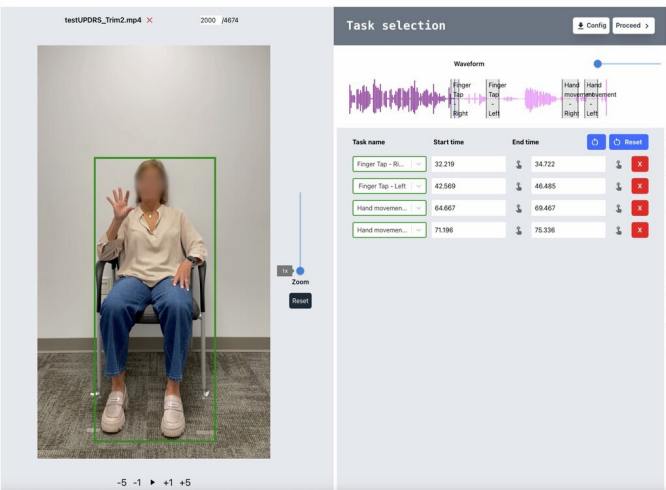 testUPDRS_Trim2.mp4 × 2000 /4674
1x
Zoom
Reset
-5 -1 +1 +5
Task selection
Config Proceed >
Waveform
Finger Tap - Right
Finger Tap - Left
Hand movement - Right
Hand movement - Left
Task name Start time End time Reset
Finger Tap - Ri... 32.219 34.722 X
Finger Tap - Left 42.569 46.485 X
Hand movemen... 64.667 69.467 X
Hand movemen... 71.196 75.336 X